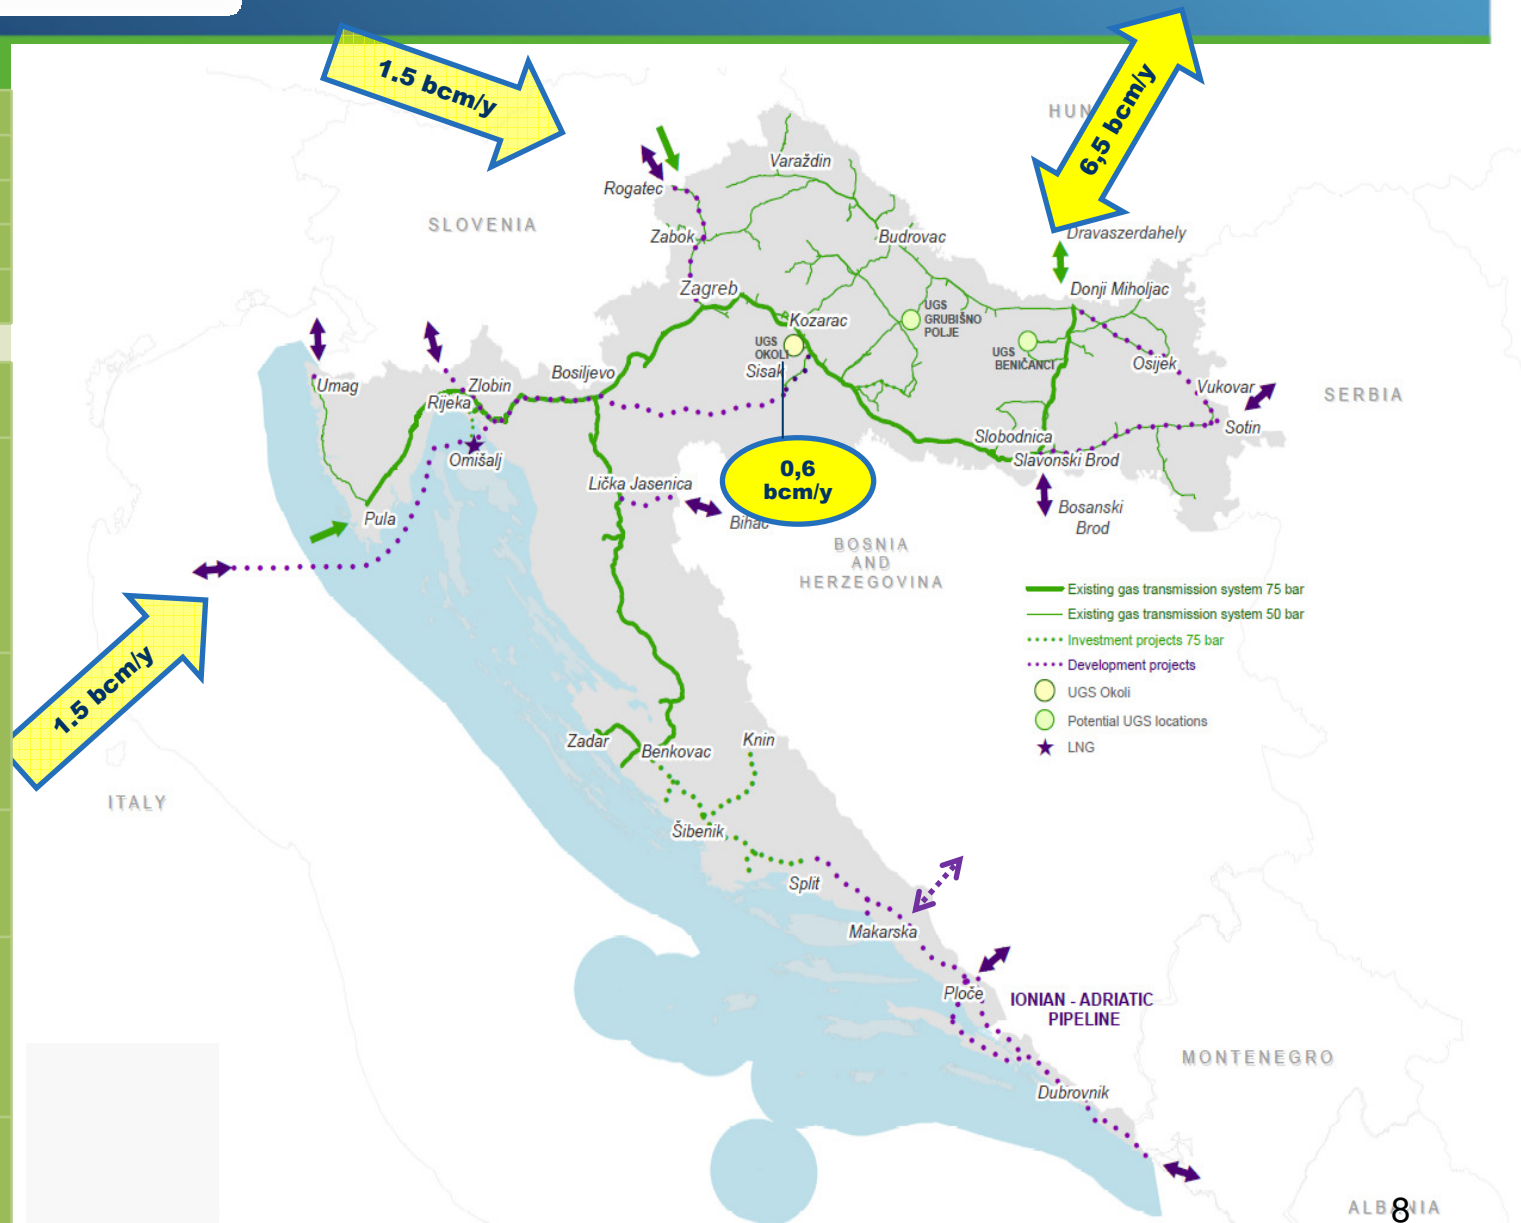 1.5 bcm/y
6,5 bcm/y
HUN
Varaždin
Rogatec
SLOVENIA
Zabok
Budrovac
Dravaszerdahely
Zagreb
Donji Miholjac
UGS
GRUBIŠNO
POLJE
Kozarac
UGS
OKOLI
UGS
BENIČANCI
Sisak
Osijek
Umag
Zlobin
Bosiljevo
Vukovar
SERBIA
Rijeka
Sotin
Slobodnica
Omišalj
Slavonski Brod
0,6
bcm/y
Lička Jasenica
Pula
Bihać
Bosanski
Brod
BOSNIA
AND
HERZEGOVINA
Existing gas transmission system 75 bar
Existing gas transmission system 50 bar
Investment projects 75 bar
Development projects
UGS Okoli
Potential UGS locations
LNG
1.5 bcm/y
Zadar
Benkovac
Knin
ITALY
Šibenik
Split
Makarska
Ploče
IONIAN - ADRIATIC
PIPELINE
MONTENEGRO
Dubrovnik
ALBANIA
8